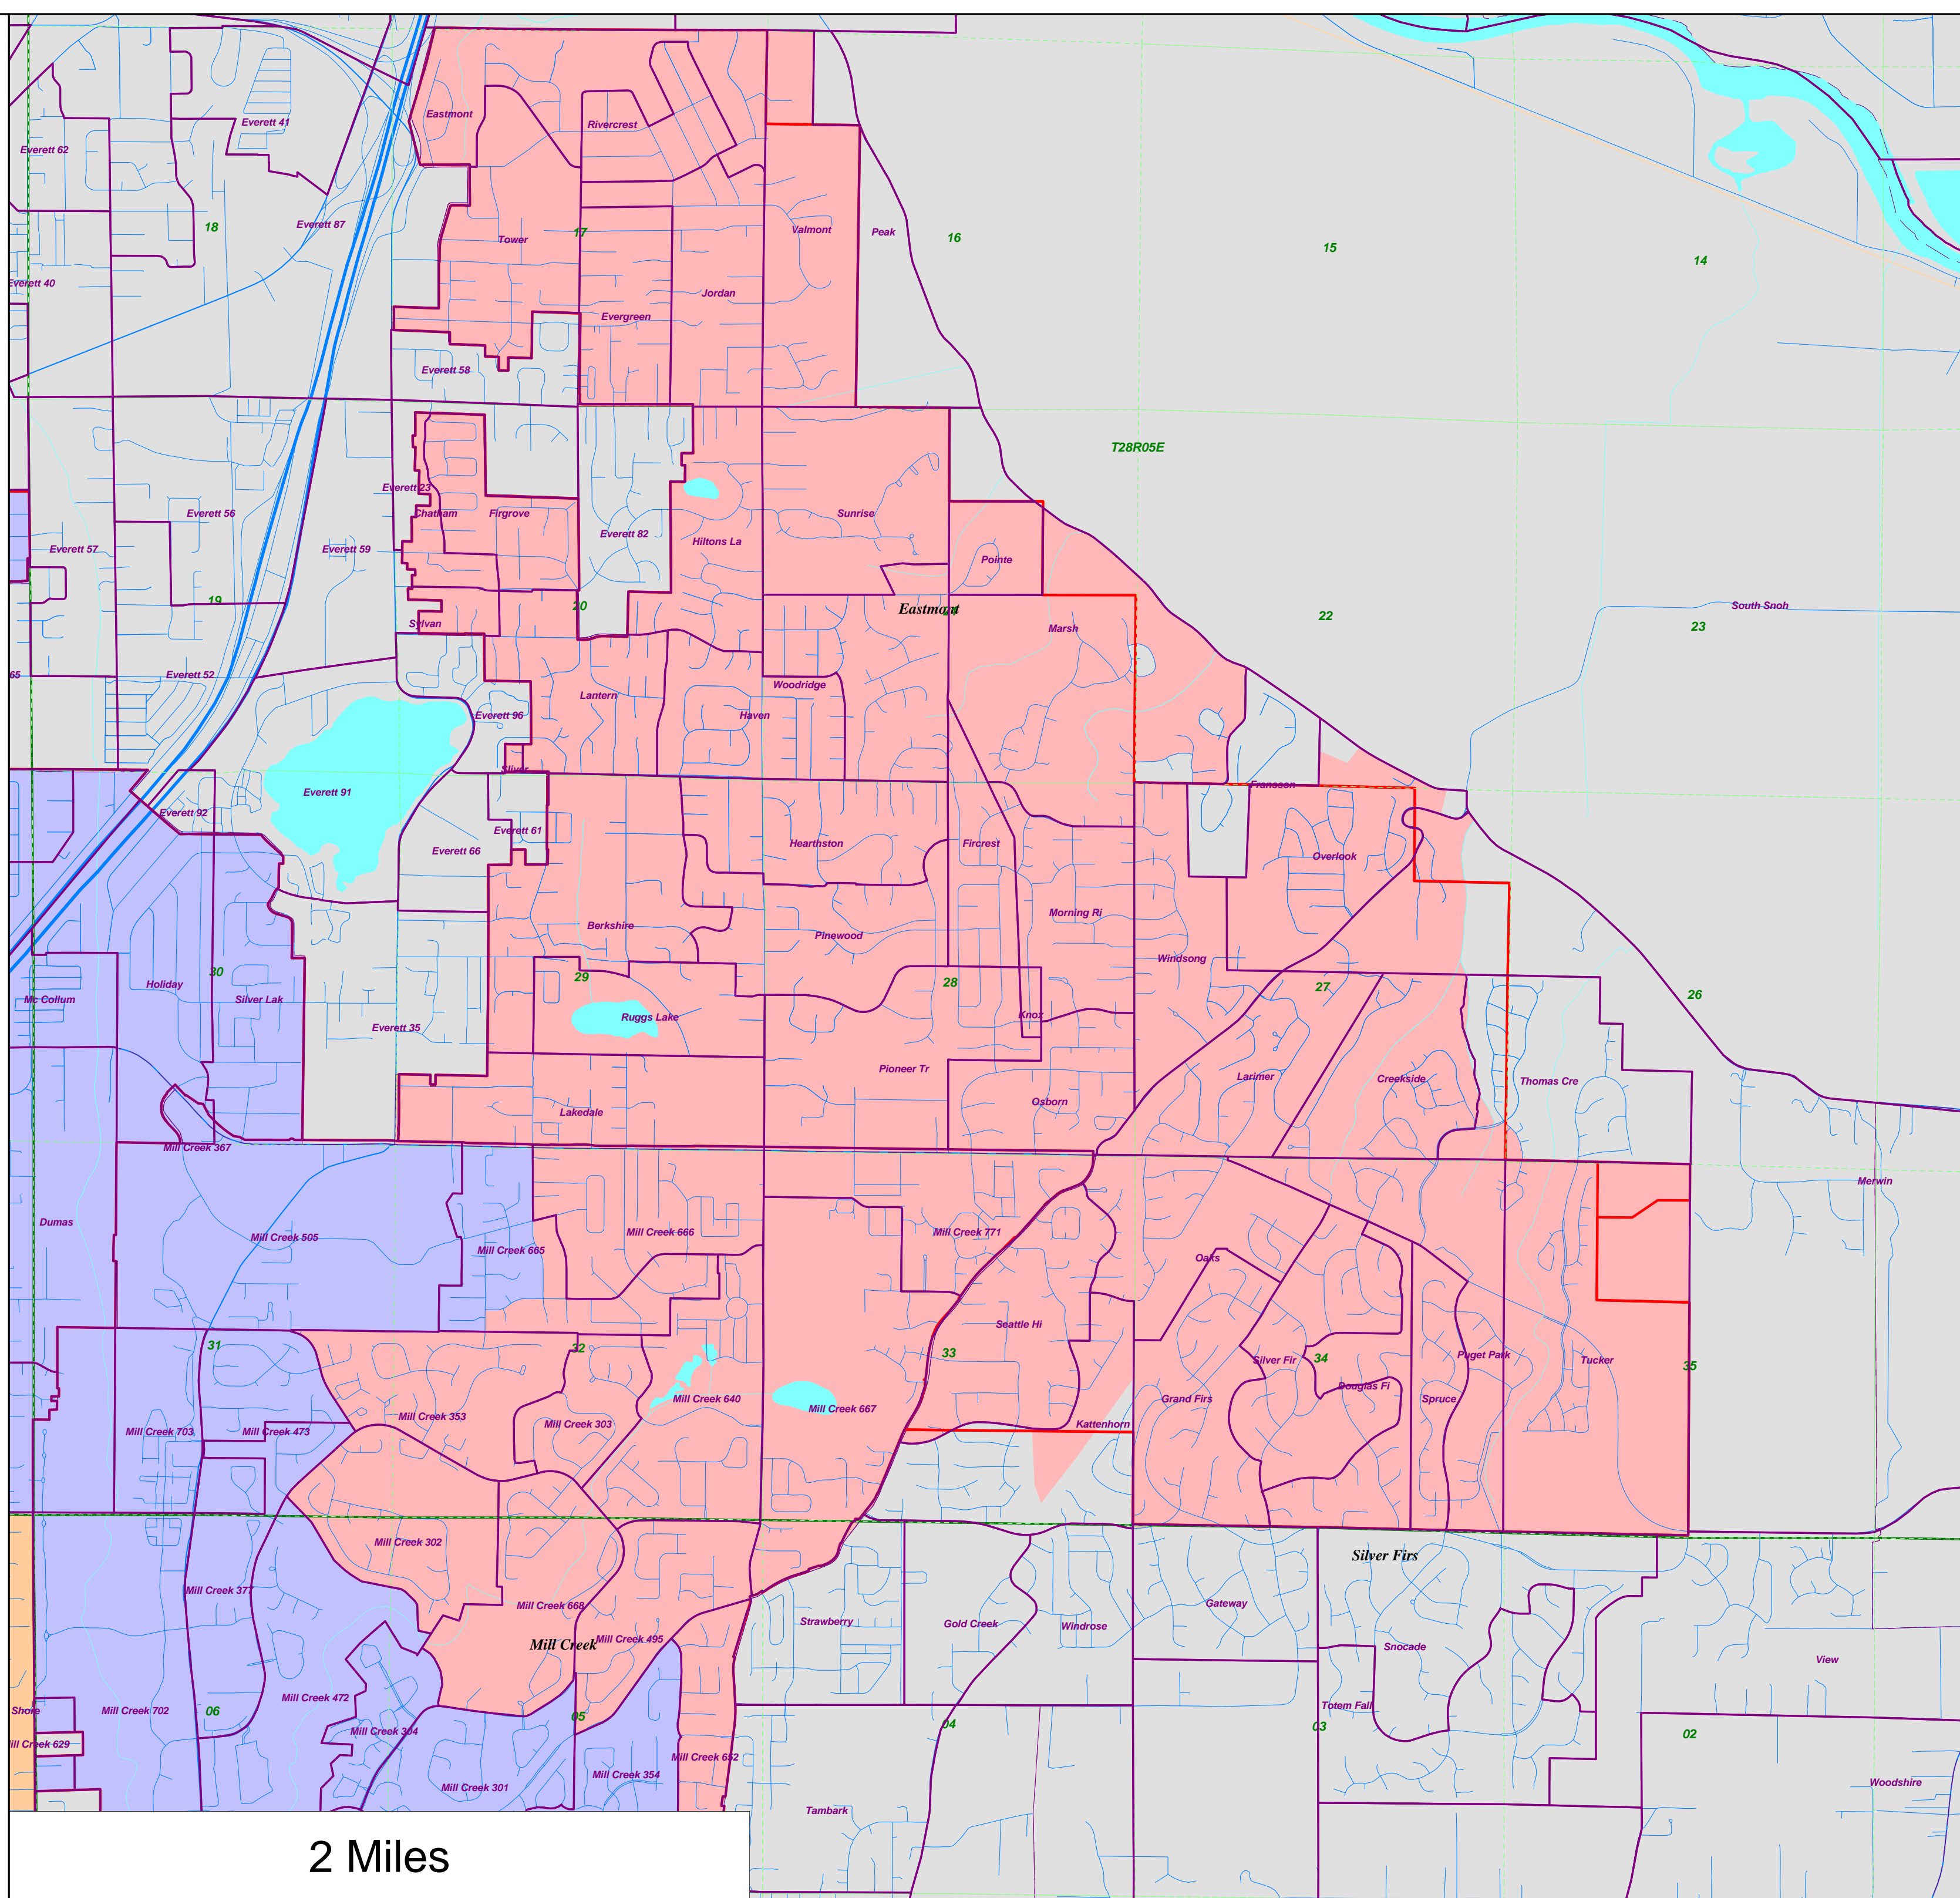 Eastmont
Rivercrest
Everett 41
Everett 62
18
Everett 87
Tower
17
Valmont
Peak
16
15
14
Everett 40
Jordan
Evergreen
Everett 58
T28R05E
Everett 23
Chatham
Firgrove
Everett 56
Everett 57
Everett 59
Everett 82
Hiltons La
Sunrise
Pointe
19
20
Eastmont
Sylvan
Marsh
22
23
South Snoh
65
Everett 52
Lantern
Woodridge
Haven
Everett 96
Sliver
Everett 91
Everett 92
Fransson
Everett 61
Everett 66
Hearthston
Fircrest
Overlook
Berkshire
Pinewood
Morning Ri
Windsong
29
28
27
26
30
Mc Collum
Holiday
Silver Lak
Everett 35
Ruggs Lake
Knox
Pioneer Tr
Larimer
Creekside
Thomas Cre
Lakedale
Osborn
Mill Creek 367
Merwin
Dumas
Mill Creek 505
Mill Creek 665
Mill Creek 666
Mill Creek 771
Oaks
Seattle Hi
31
32
33
34
35
Silver Fir
Puget Park
Tucker
Douglas Fi
Spruce
Grand Firs
Mill Creek 640
Mill Creek 667
Mill Creek 353
Mill Creek 303
Kattenhorn
Mill Creek 703
Mill Creek 473
Mill Creek 302
Silver Firs
Mill Creek 377
Mill Creek 668
Mill Creek 495
Mill Creek
Strawberry
Gold Creek
Windrose
Gateway
Snocade
View
Shore
Mill Creek 702
06
Mill Creek 472
Mill Creek 304
05
04
03
Totem Fall
02
ill Creek 629
Mill Creek 652
Mill Creek 301
Mill Creek 354
Tambark
Woodshire
2 Miles